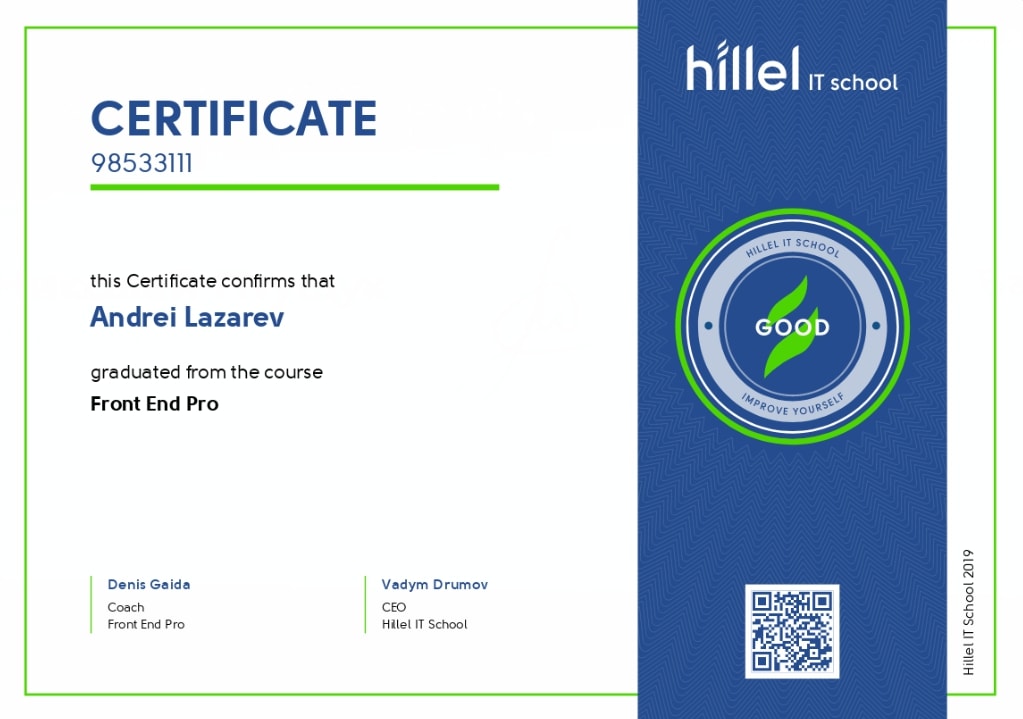 CERTIFICATE
98533111
this Certificate confirms that
Andrei Lazarev
graduated from the course
Front End Pro
Denis Gaida
Coach
Front End Pro
Vadym Drumov
CEO
Hillel IT School
hillel IT school
HILLEL IT SCHOOL
GOOD
IMPROVE YOURSELF
Hillel IT School 2019